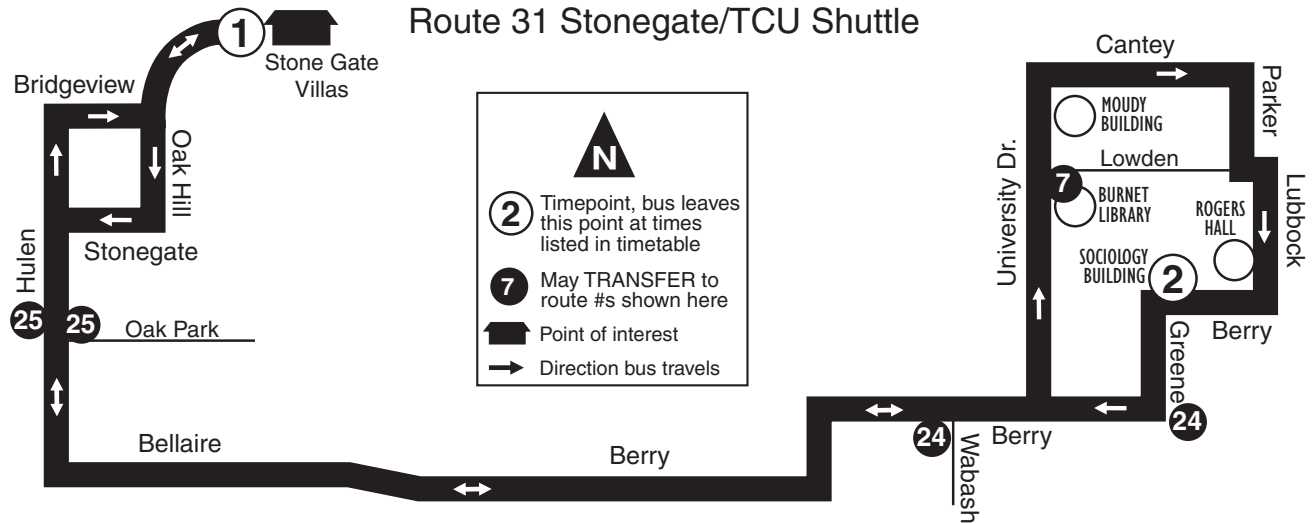 Route 31 Stonegate/TCU Shuttle
1
Stone Gate
Villas
Bridgeview
Oak Hill
Stonegate
Hulen
25
25
Oak Park
Bellaire
Berry
N
2
Timepoint, bus leaves
this point at times
listed in timetable
7
May TRANSFER to
route #s shown here
Point of interest
Direction bus travels
Cantey
Parker
MOUDY
BUILDING
Lowden
University Dr.
7
BURNET
LIBRARY
ROGERS
HALL
Lubbock
SOCIOLOGY
BUILDING
2
Berry
Greene
24
24
Berry
Wabash